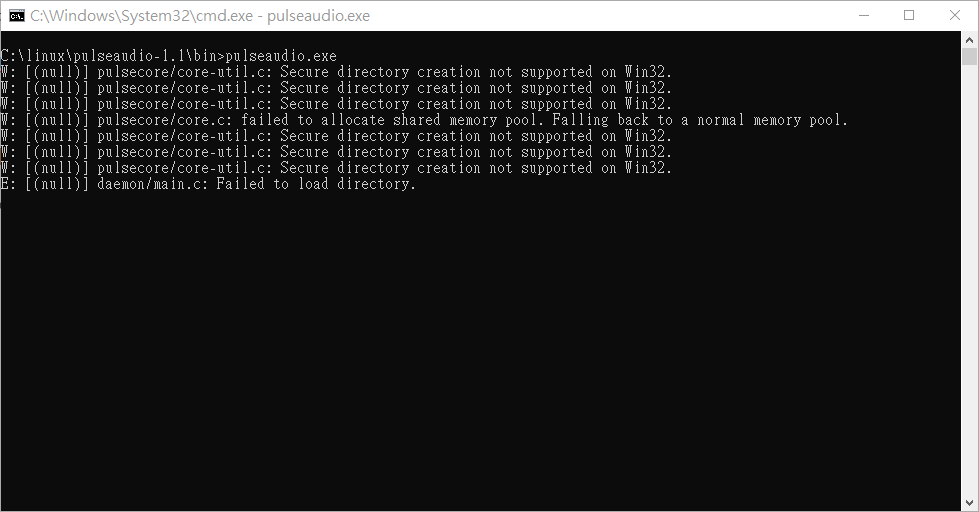 C:\Windows\System32\cmd.exe - pulseaudio.exe
C:\linux\pulseaudio-1.1\bin>pulseaudio.exe
W: [(null)] pulsecore/core-util.c: Secure directory creation not supported on Win32.
W: [(null)] pulsecore/core-util.c: Secure directory creation not supported on Win32.
W: [(null)] pulsecore/core-util.c: Secure directory creation not supported on Win32.
W: [(null)] pulsecore/core.c: failed to allocate shared memory pool. Falling back to a normal memory pool.
W: [(null)] pulsecore/core-util.c: Secure directory creation not supported on Win32.
W: [(null)] pulsecore/core-util.c: Secure directory creation not supported on Win32.
W: [(null)] pulsecore/core-util.c: Secure directory creation not supported on Win32.
E: [(null)] daemon/main.c: Failed to load directory.